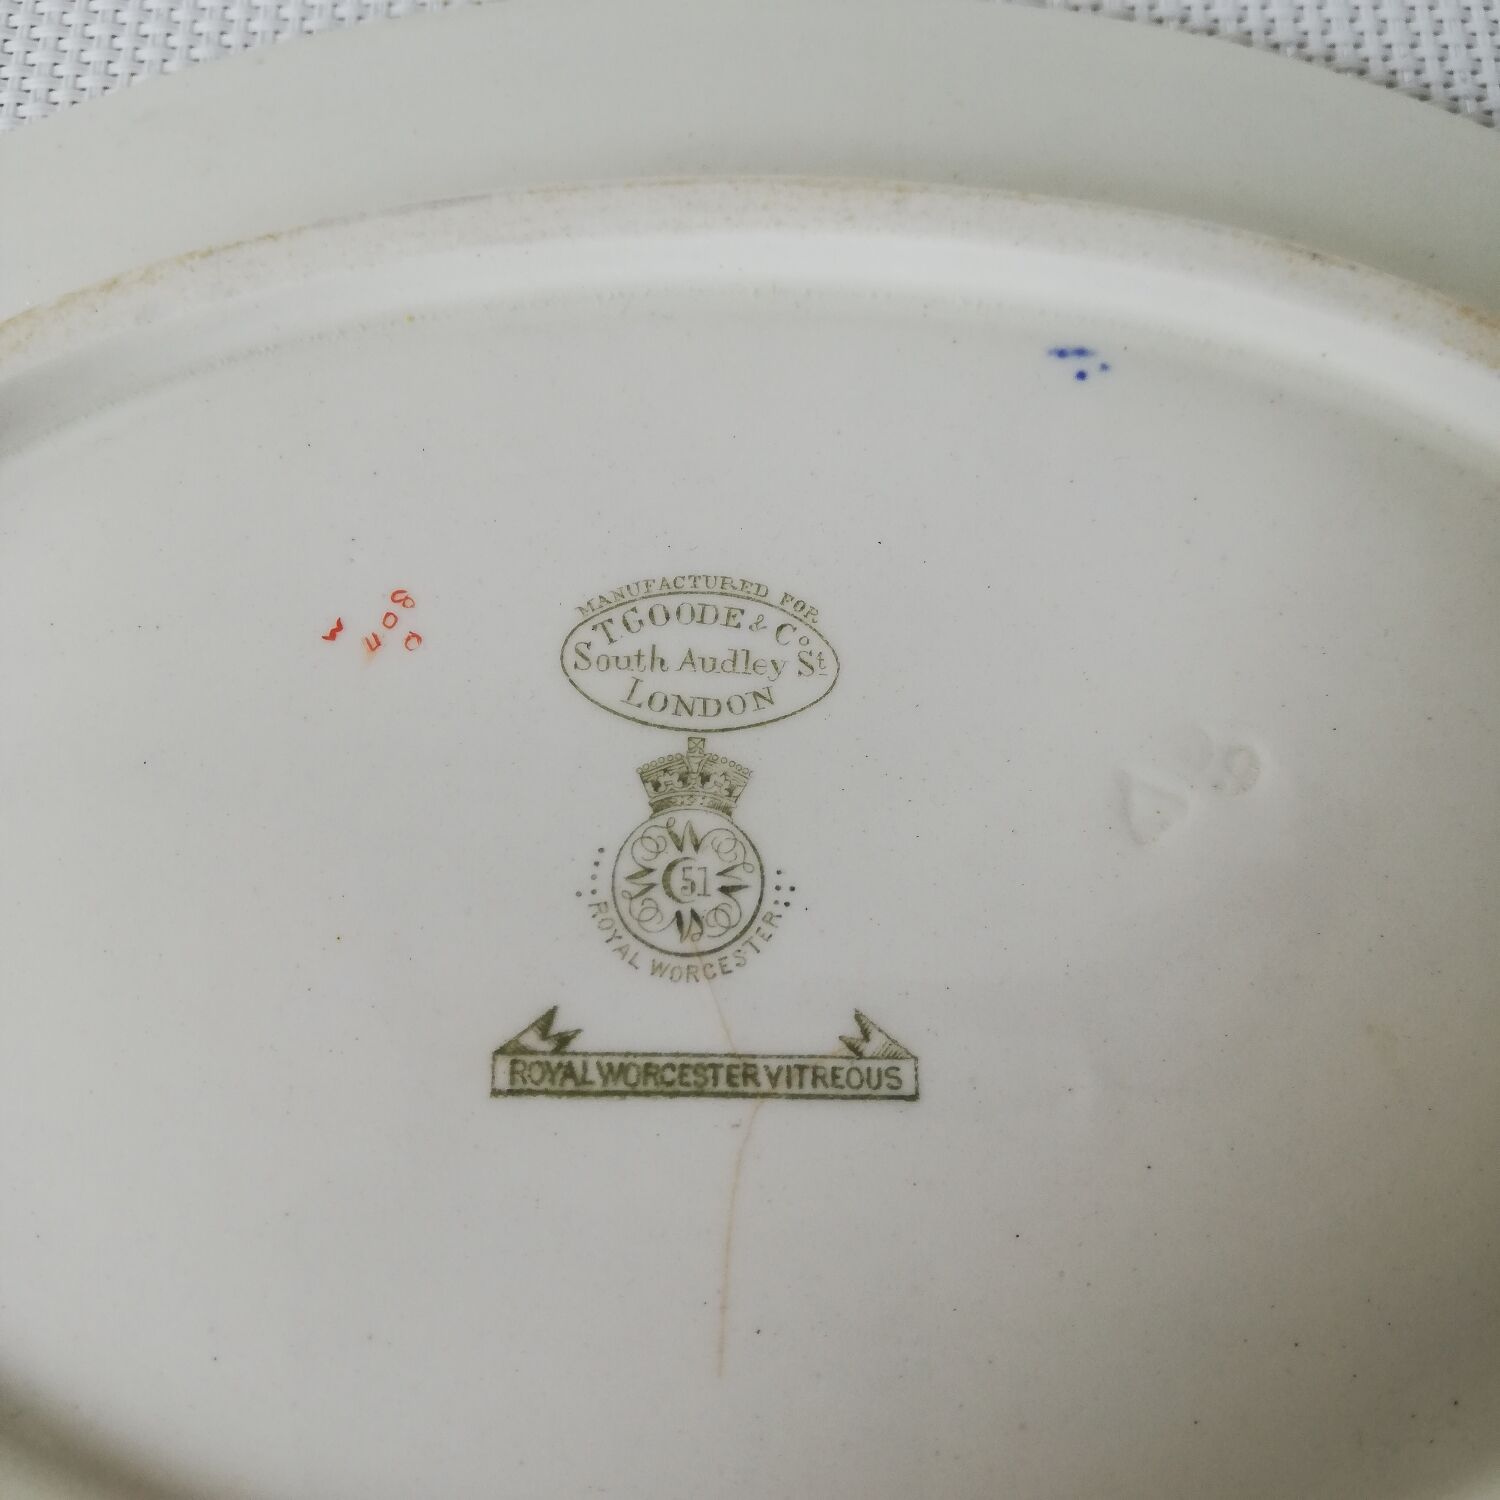 MANUFACTURED FOR
T. GOODE & Co
South Audley St
LONDON
51
ROYAL WORCESTER
ROYAL WORCESTER VITREOUS